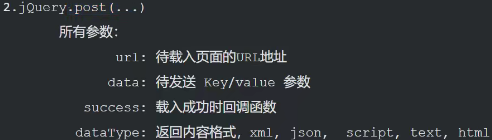 2.jQuery.post(...)
所有参数:
url: 待载入页面的URL地址
data: 待发送 Key/value 参数
success: 载入成功时回调函数
dataType: 返回内容格式, xml, json,  script, text, html